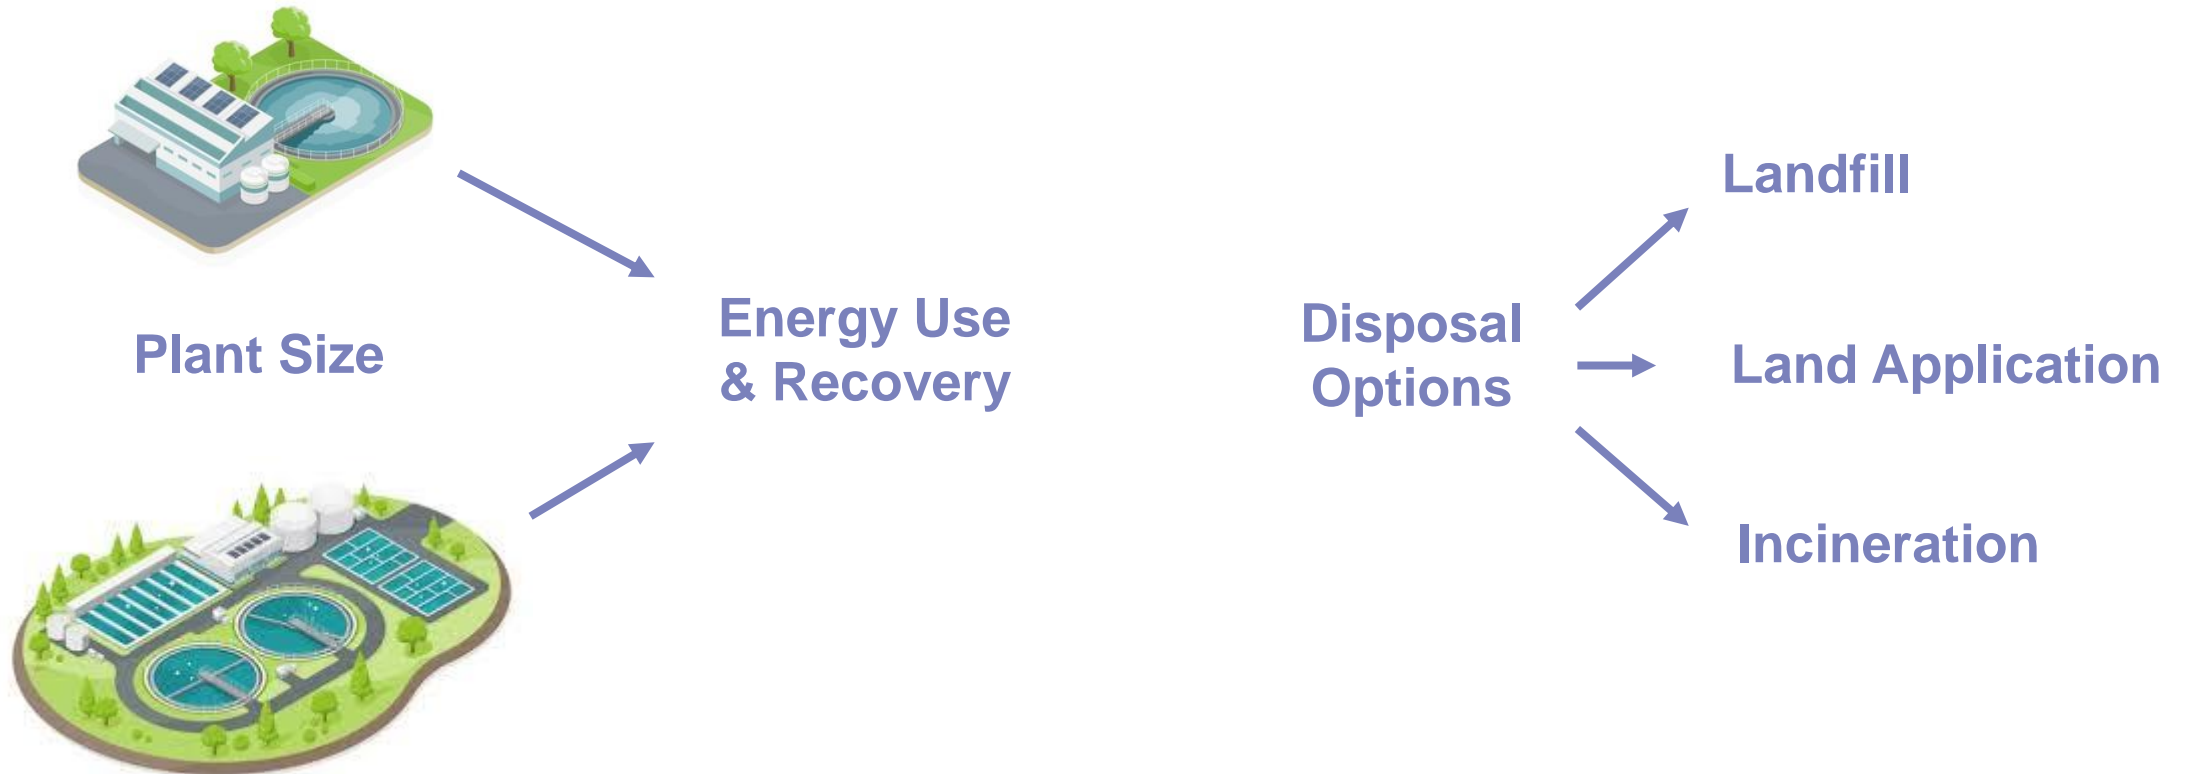 Plant Size
Energy Use
& Recovery
Disposal
Options
Landfill
Land Application
Incineration